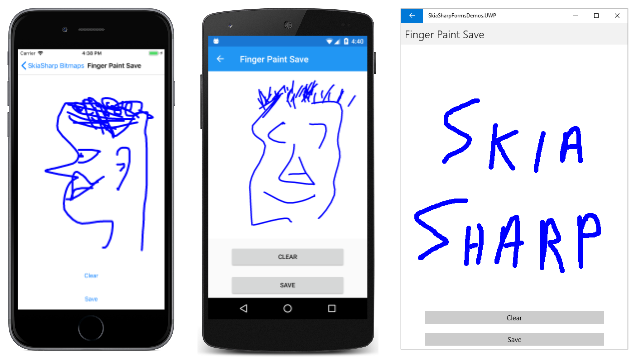 Carrier 4:36 PM
SkiaSharp Bitmaps Finger Paint Save
Clear
Save
4:40
Finger Paint Save
CLEAR
SAVE
SkiaSharpFormsDemos.UWP
Finger Paint Save
SKIA
SHARP
Clear
Save